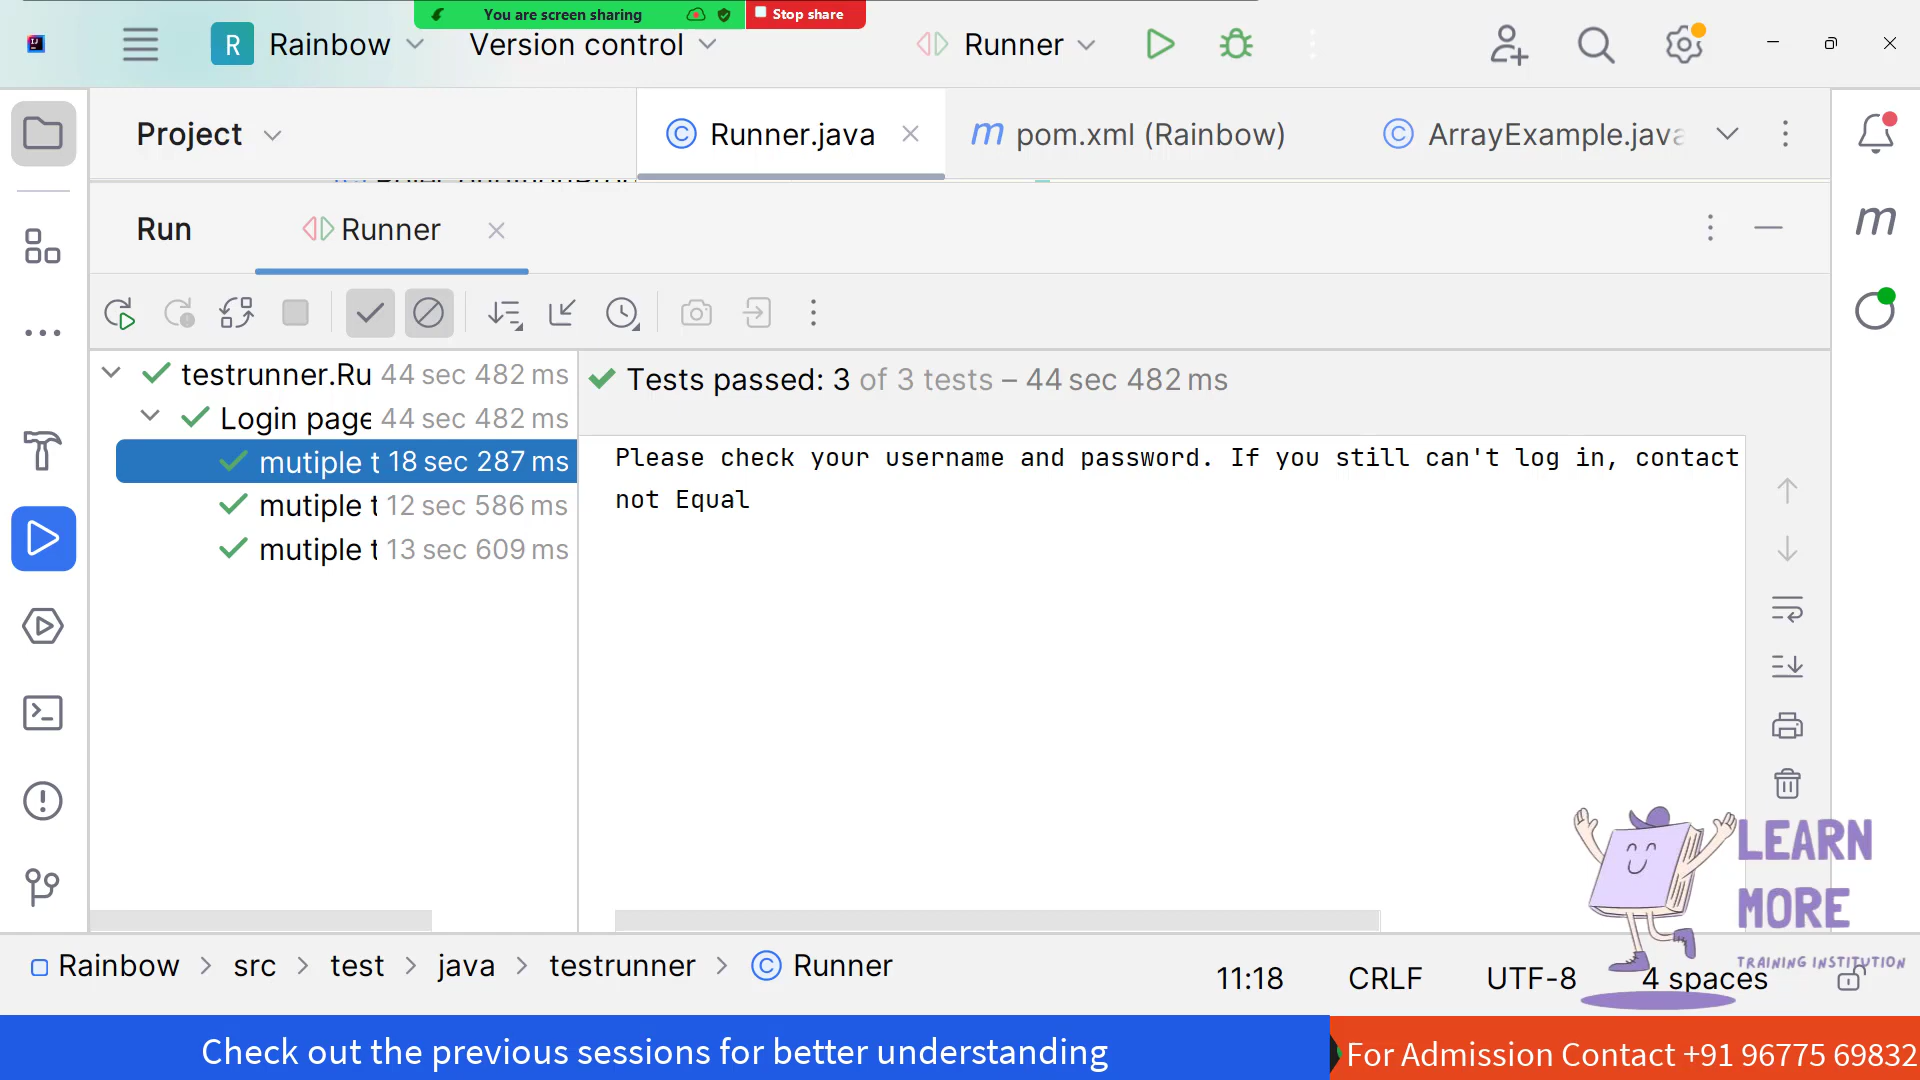 You are screen sharing
Stop share
R Rainbow
Version control
Runner
Project
Runner.java
m pom.xml (Rainbow)
ArrayExample.java
Run
Runner
m
testrunner.Ru 44 sec 482 ms
Login page 44 sec 482 ms
mutiple t 18 sec 287 ms
mutiple t 12 sec 586 ms
mutiple t 13 sec 609 ms
Tests passed: 3 of 3 tests – 44 sec 482 ms
Please check your username and password. If you still can't log in, contact
not Equal
LEARN
MORE
TRAINING INSTITUTION
Rainbow > src > test > java > testrunner > Runner
11:18 CRLF UTF-8 4 spaces
Check out the previous sessions for better understanding
For Admission Contact +91 96775 69832